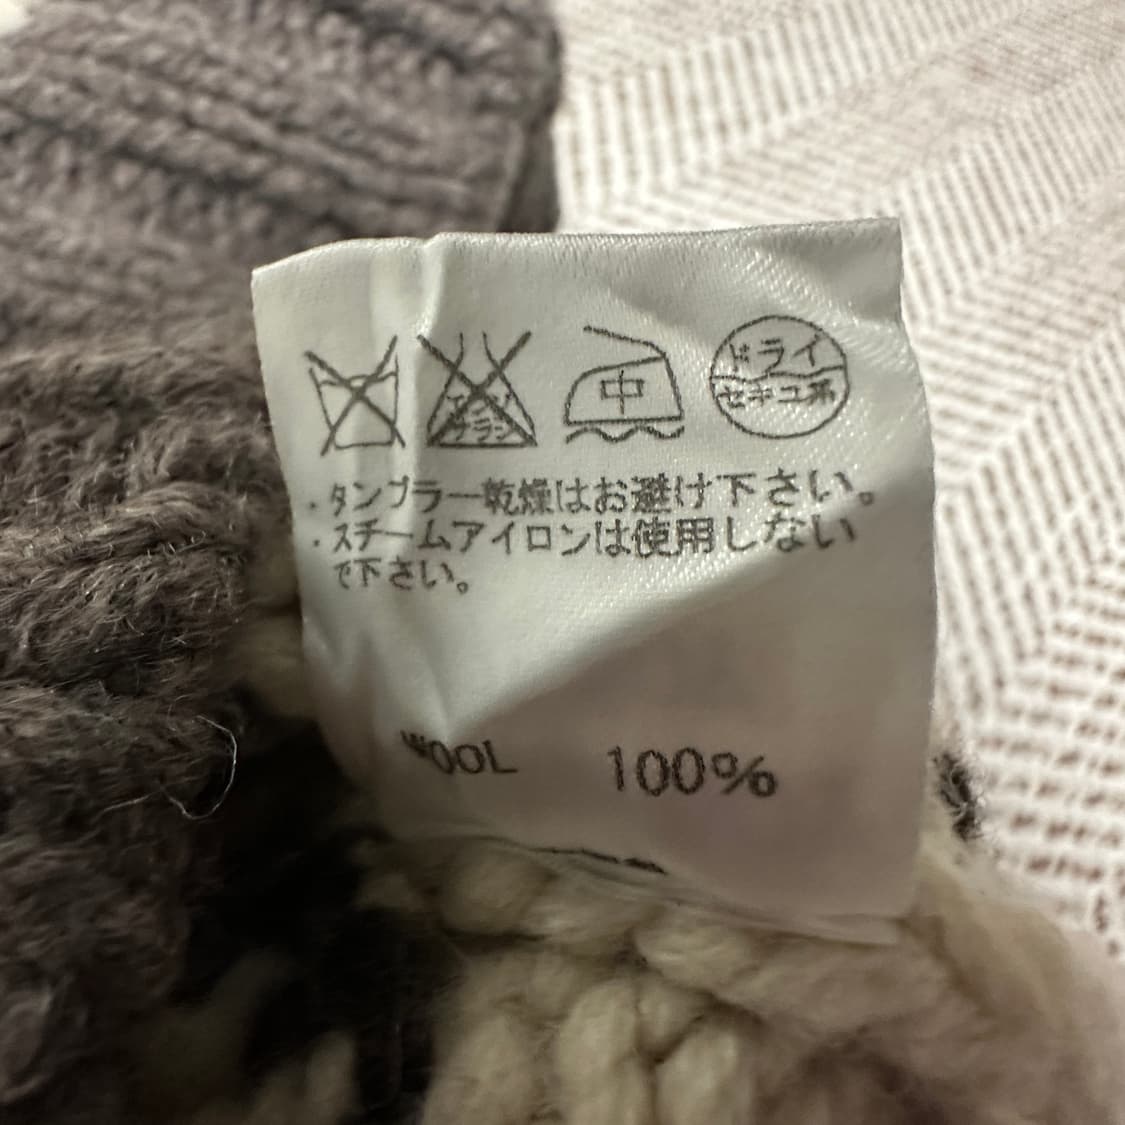 エンソ
サラシ
中
ドライ
セキユ系
・タンブラー乾燥はお避け下さい。
・スチームアイロンは使用しない
で下さい。
WOOL 100%